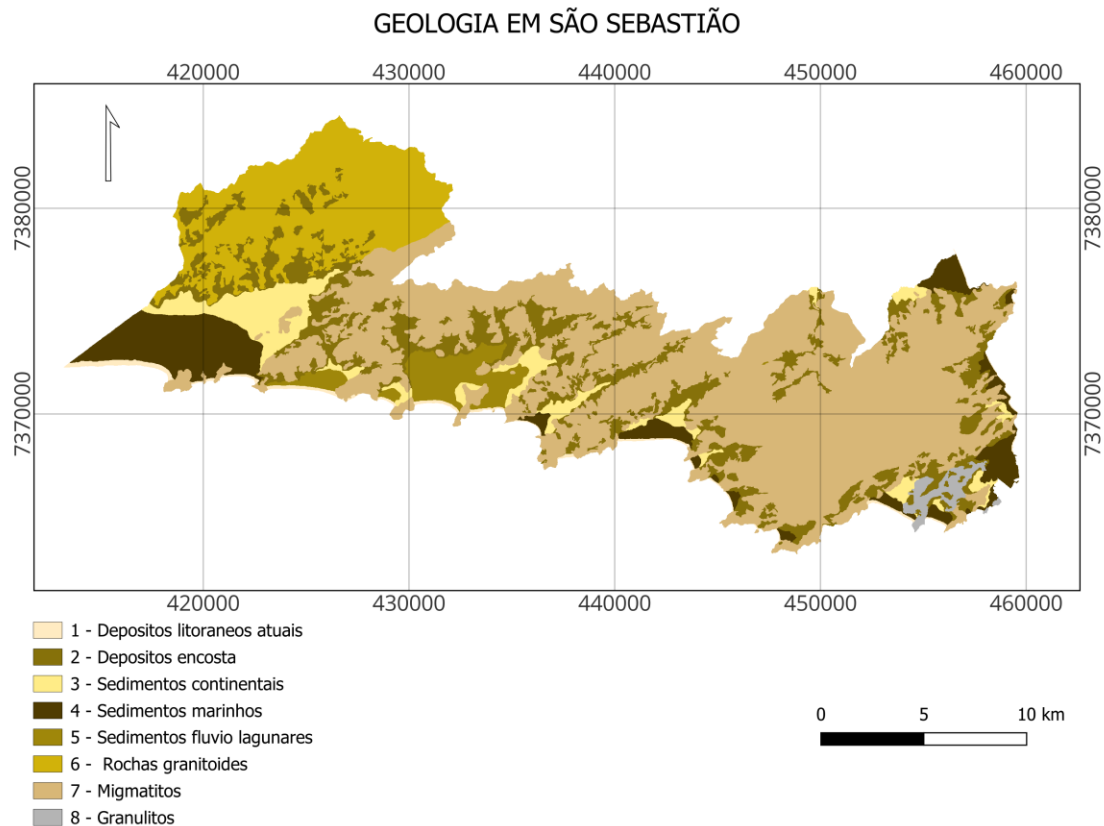 GEOLOGIA EM SÃO SEBASTIÃO
420000 430000 440000 450000 460000
7380000 7380000
7370000 7370000
420000 430000 440000 450000 460000
1 - Depositos litoraneos atuais
2 - Depositos encosta
3 - Sedimentos continentais
4 - Sedimentos marinhos
5 - Sedimentos fluvio lagunares
6 - Rochas granitoides
7 - Migmatitos
8 - Granulitos
0 5 10 km